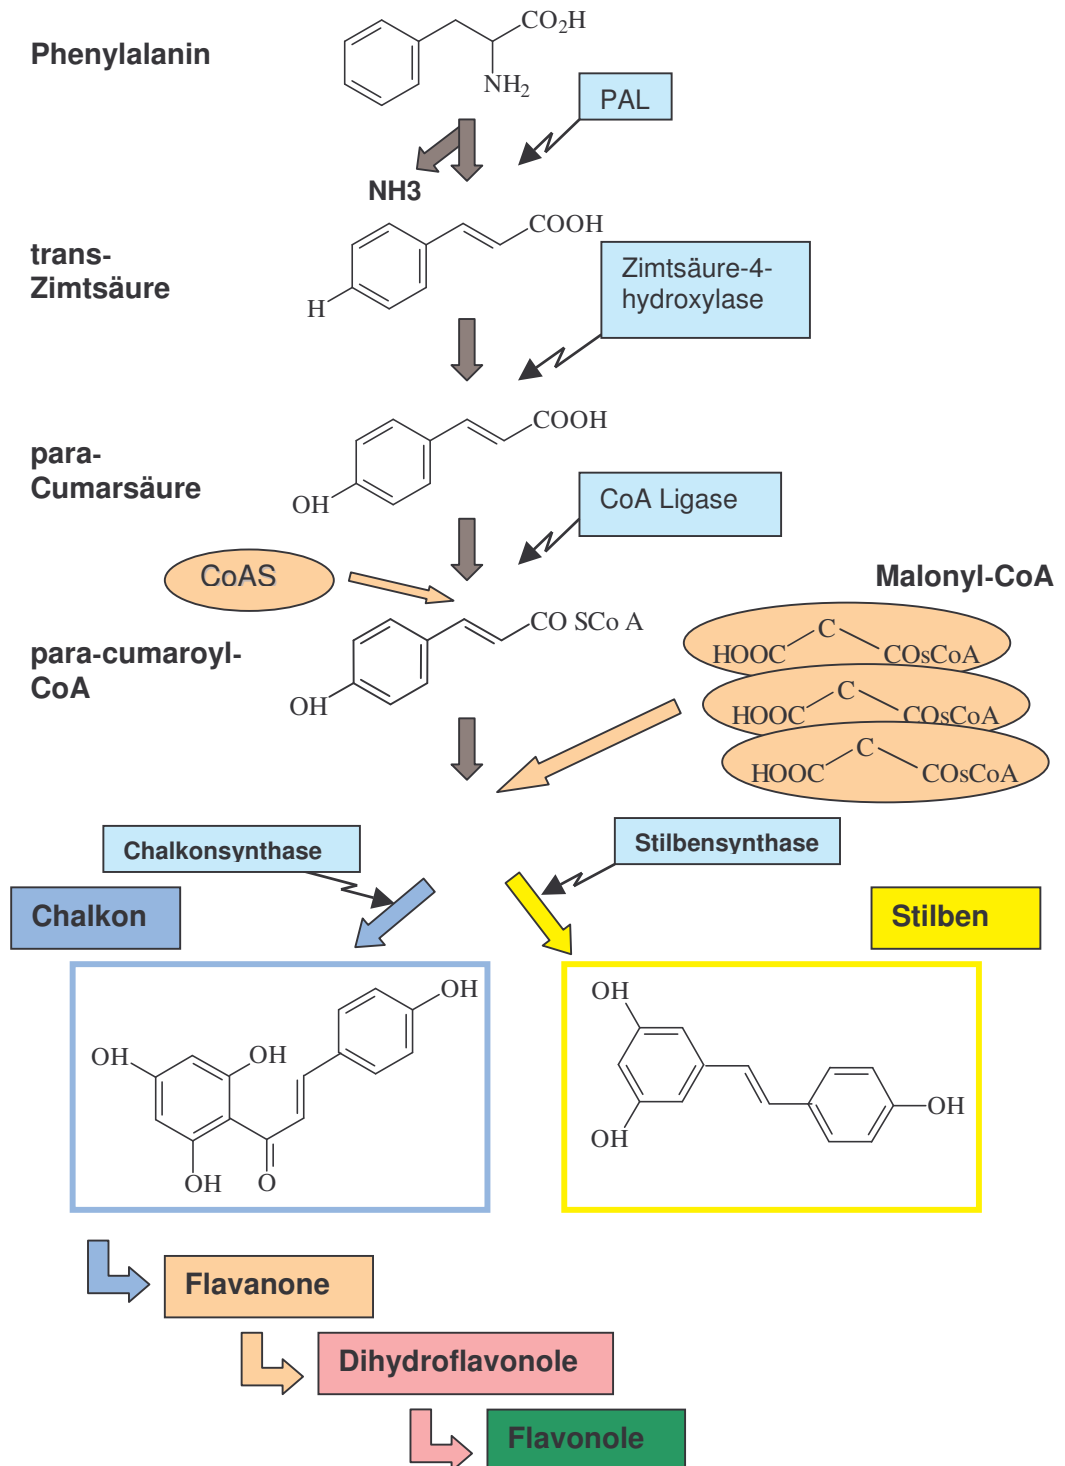 CO2H
Phenylalanin
NH2
PAL
NH3
COOH
trans-
Zimtsäure
Zimtsäure-4-
hydroxylase
H
COOH
para-
Cumarsäure
OH
CoA Ligase
CoAS
Malonyl-CoA
CO SCo A
C
HOOC
COsCoA
para-cumaroyl-
CoA
OH
C
HOOC
COsCoA
C
HOOC
COsCoA
Chalkonsynthase
Stilbensynthase
Chalkon
Stilben
OH
OH
OH
OH
O
OH
OH
OH
Flavanone
Dihydroflavonole
Flavonole